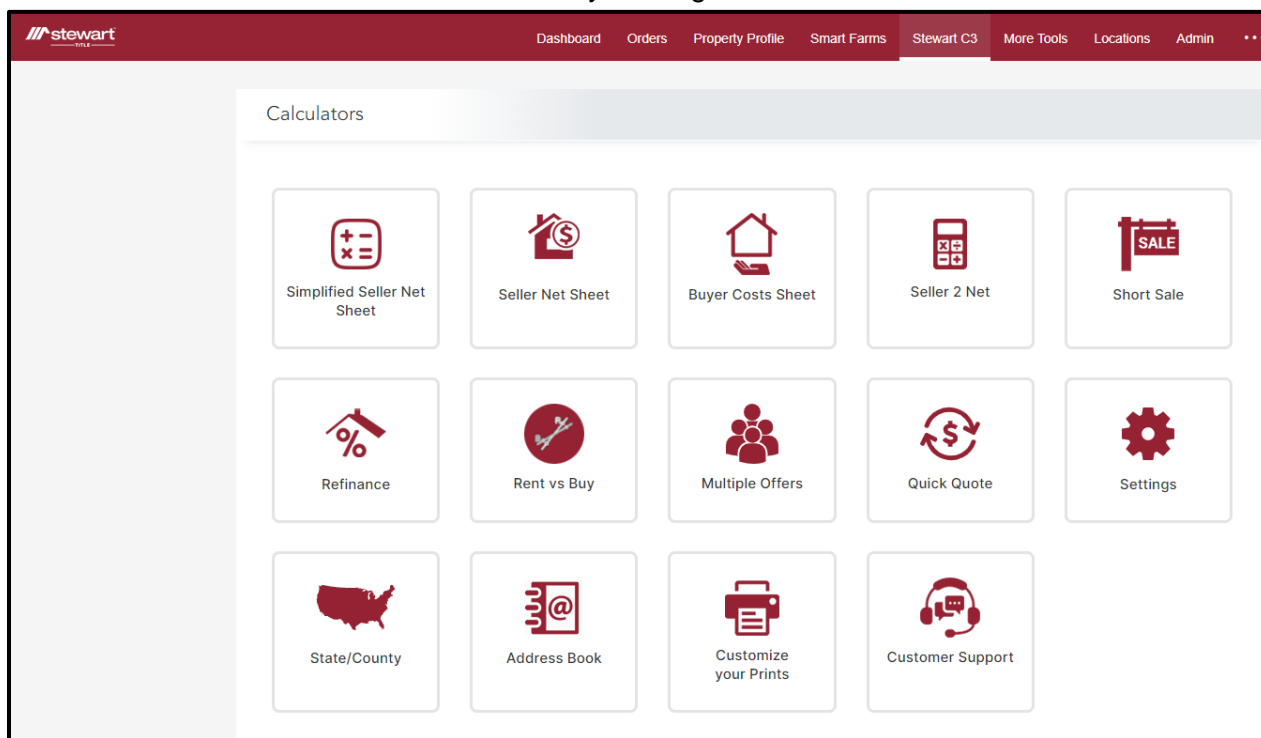 stewart
TITLE
Dashboard Orders Property Profile Smart Farms Stewart C3 More Tools Locations Admin
Calculators
+ −
× =
$
SALE
Simplified Seller Net
Sheet
Seller Net Sheet
Buyer Costs Sheet
Seller 2 Net
Short Sale
%
$
Refinance
Rent vs Buy
Multiple Offers
Quick Quote
Settings
@
State/County
Address Book
Customize
your Prints
Customer Support